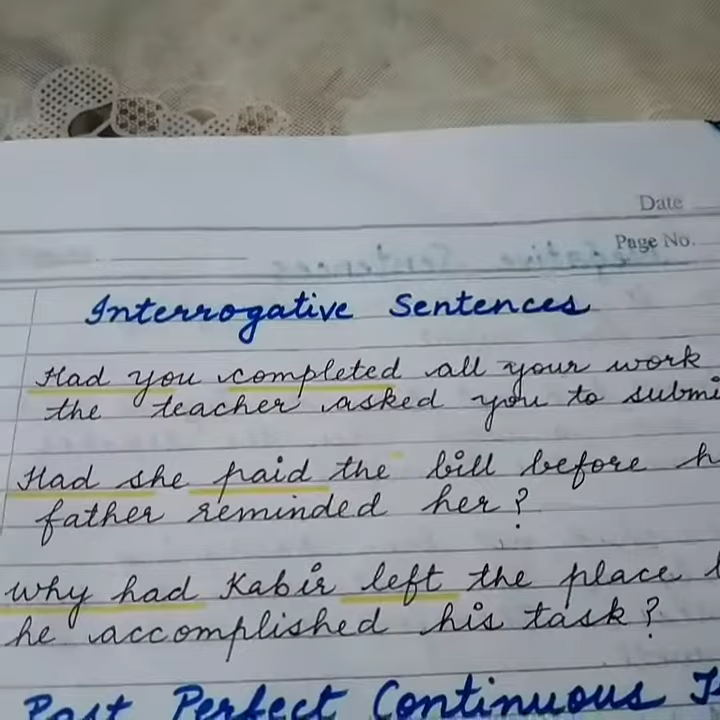 Date
Page No.
Interrogative Sentences
Had you completed all your work
the teacher asked you to submi
Had she paid the bill before h
father reminded her?
Why had Kabir left the place b
he accomplished his task?
Past Perfect Continuous